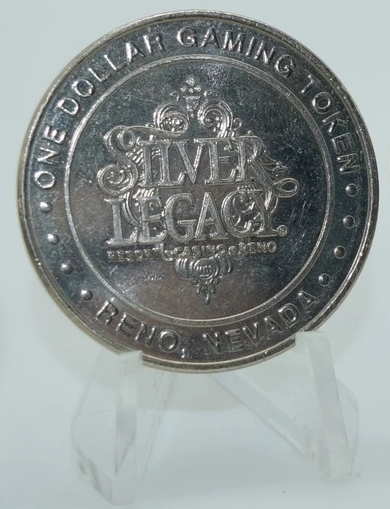 • ONE DOLLAR GAMING TOKEN •
SILVER
LEGACY
RESORT • CASINO • RENO
• RENO, NEVADA •